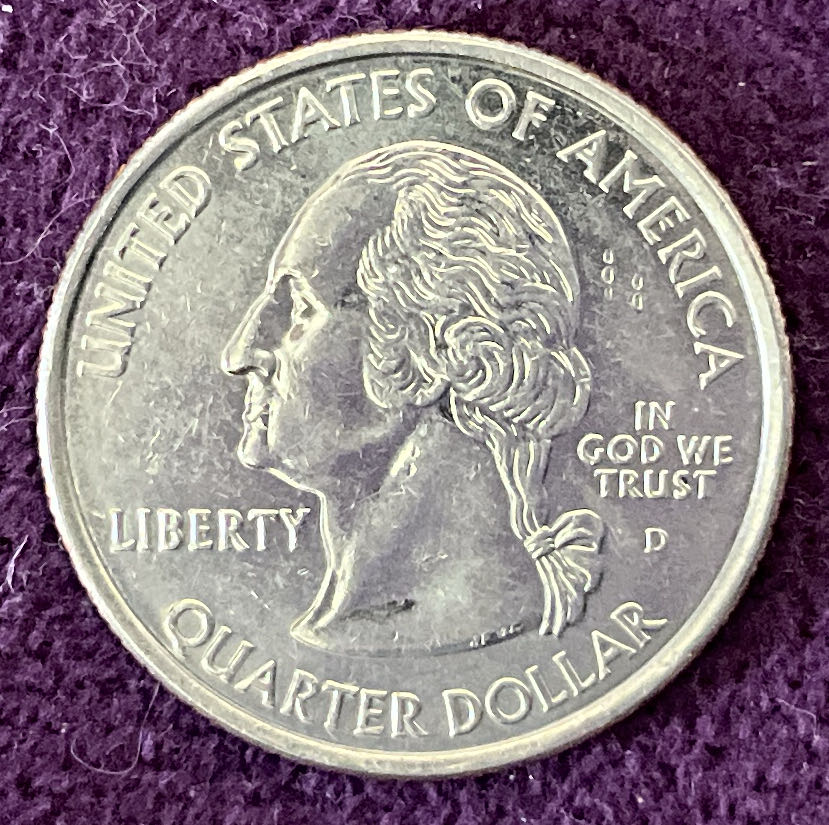 UNITED STATES OF AMERICA
IN
GOD WE
TRUST
LIBERTY
D
QUARTER DOLLAR